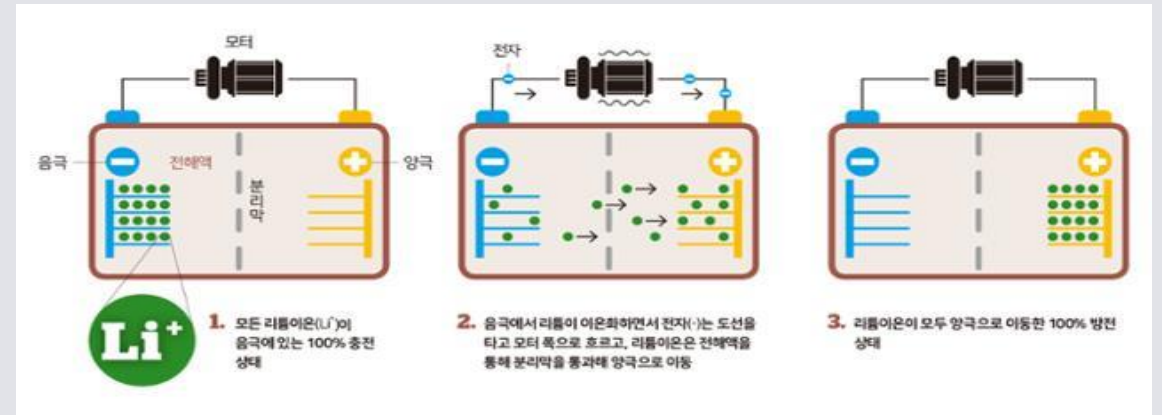 모터
음극
전해액
분리막
양극
Li⁺
1. 모든 리튬이온(Li⁺)이
음극에 있는 100% 충전
상태
전자
2. 음극에서 리튬이 이온화하면서 전자(-)는 도선을
타고 모터 쪽으로 흐르고, 리튬이온은 전해액을
통해 분리막을 통과해 양극으로 이동
3. 리튬이온이 모두 양극으로 이동한 100% 방전
상태